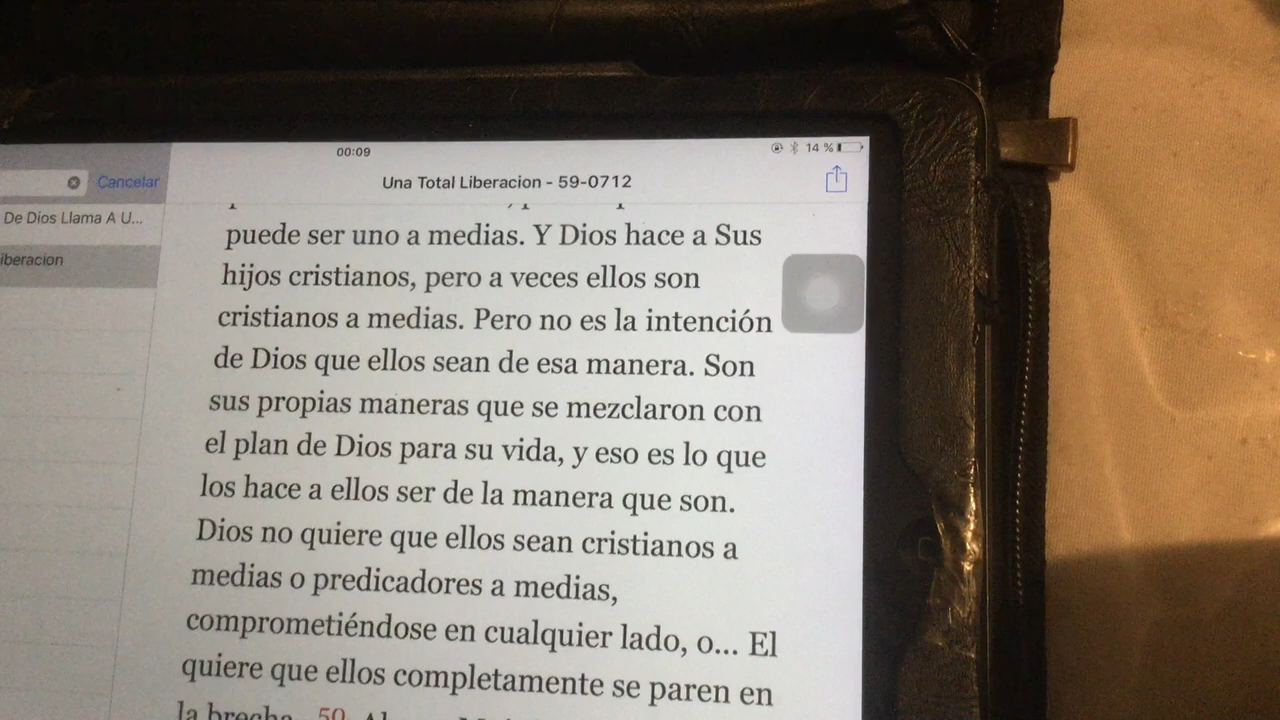 00:09
14 %
Cancelar
Una Total Liberacion - 59-0712
De Dios Llama A U...
iberacion
puede ser uno a medias. Y Dios hace a Sus
hijos cristianos, pero a veces ellos son
cristianos a medias. Pero no es la intención
de Dios que ellos sean de esa manera. Son
sus propias maneras que se mezclaron con
el plan de Dios para su vida, y eso es lo que
los hace a ellos ser de la manera que son.
Dios no quiere que ellos sean cristianos a
medias o predicadores a medias,
comprometiéndose en cualquier lado, o... El
quiere que ellos completamente se paren en
la brecha. 50